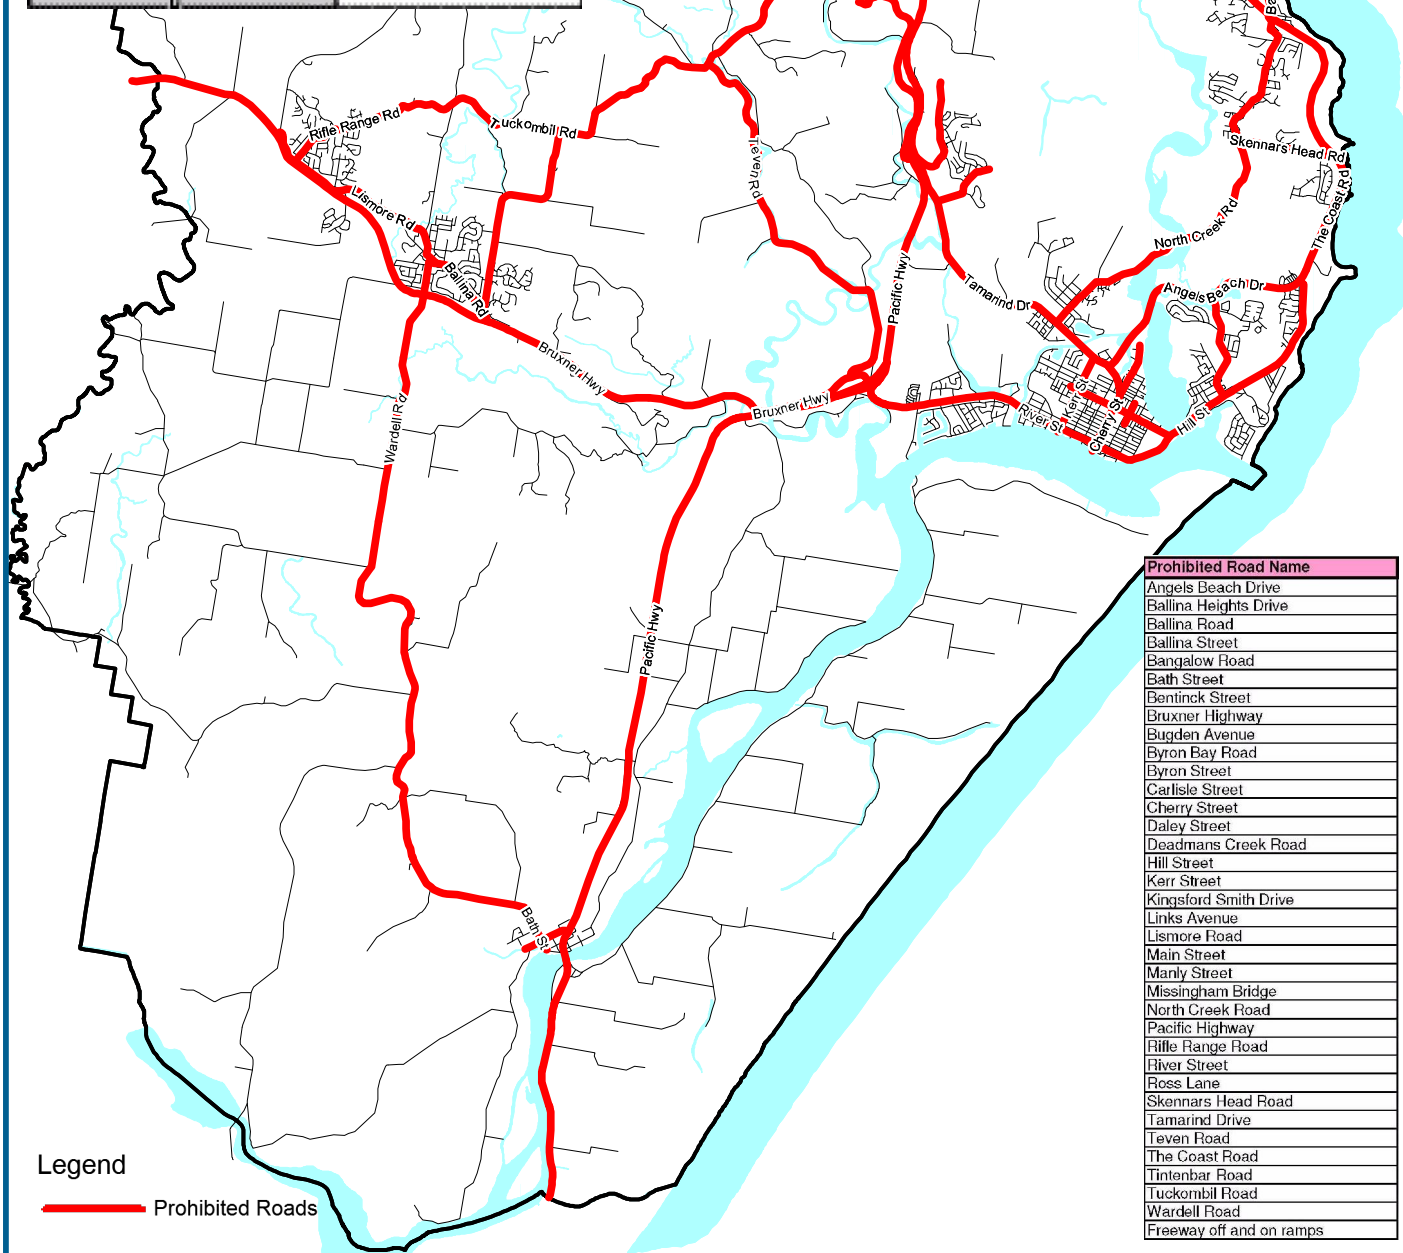 Ba
Rifle Range Rd
Tuckombil Rd
Teven Rd
Skennars Head Rd
Lismore Rd
North Creek Rd
The Coast Rd
Ballina Rd
Pacific Hwy
Tamarind Dr
Angels Beach Dr
Bruxner Hwy
Bruxner Hwy
Wardell Rd
River St
Kerr St
Cherry St
Hill St
Pacific Hwy
Bath St
Prohibited Road Name
Angels Beach Drive
Ballina Heights Drive
Ballina Road
Ballina Street
Bangalow Road
Bath Street
Bentinck Street
Bruxner Highway
Bugden Avenue
Byron Bay Road
Byron Street
Carlisle Street
Cherry Street
Daley Street
Deadmans Creek Road
Hill Street
Kerr Street
Kingsford Smith Drive
Links Avenue
Lismore Road
Main Street
Manly Street
Missingham Bridge
North Creek Road
Pacific Highway
Rifle Range Road
River Street
Ross Lane
Skennars Head Road
Tamarind Drive
Teven Road
The Coast Road
Tintenbar Road
Tuckombil Road
Wardell Road
Freeway off and on ramps
Legend
Prohibited Roads